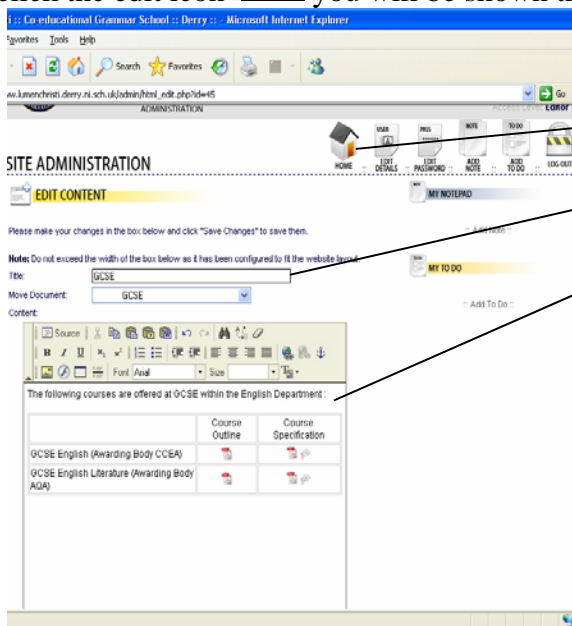 click the edit icon you will be shown th
i :: Co-educational Grammar School :: Derry :: - Microsoft Internet Explorer
Tools Help
Search Favorites
ww.lumenchristi.derry.ni.sch.uk/admin/html_edit.php?id=45
Go
ADMINISTRATION
Access Level: Editor
USER
PASS
NOTE
TO DO
SITE ADMINISTRATION
HOME :: EDIT DETAILS :: EDIT PASSWORD :: ADD NOTE :: ADD TO DO :: LOG OUT
EDIT CONTENT
MY NOTEPAD
Please make your changes in the box below and click "Save Changes" to save them.
:: Add Note ::
Note: Do not exceed the width of the box below as it has been configured to fit the website layout.
MY TO DO
Title: GCSE
Move Document: GCSE
:: Add To Do ::
Content:
Source
B I U
Font Arial Size
The following courses are offered at GCSE within the English Department :
Course Outline
Course Specification
GCSE English (Awarding Body CCEA)
GCSE English Literature (Awarding Body AQA)